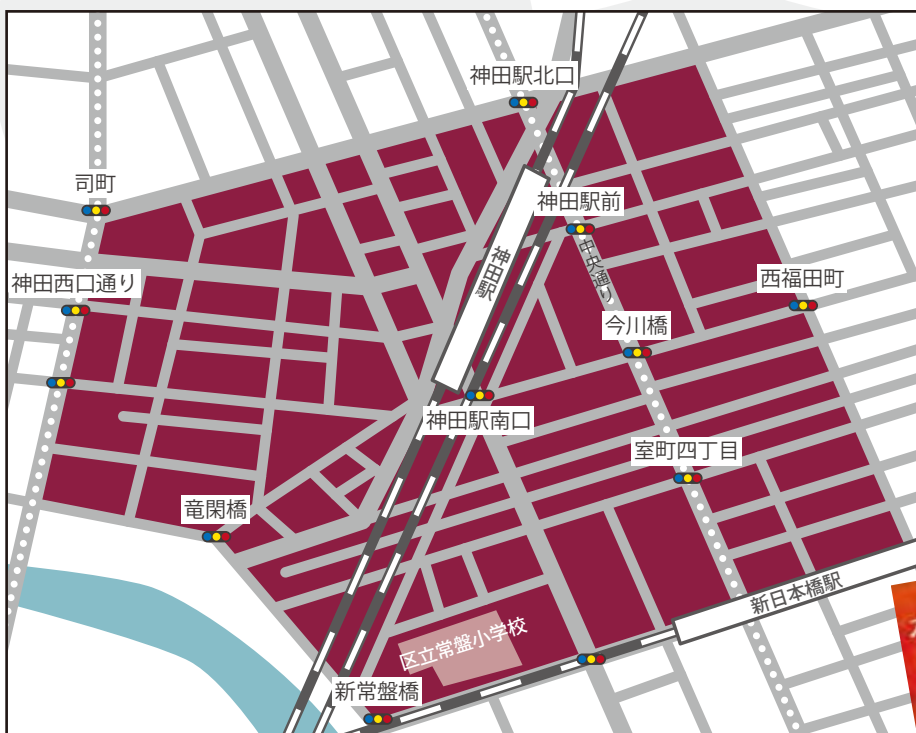 神田駅北口
司町
神田駅前
神田西口通り
神田駅
中央通り
西福田町
今川橋
神田駅南口
室町四丁目
竜閑橋
新日本橋駅
区立常盤小学校
新常盤橋